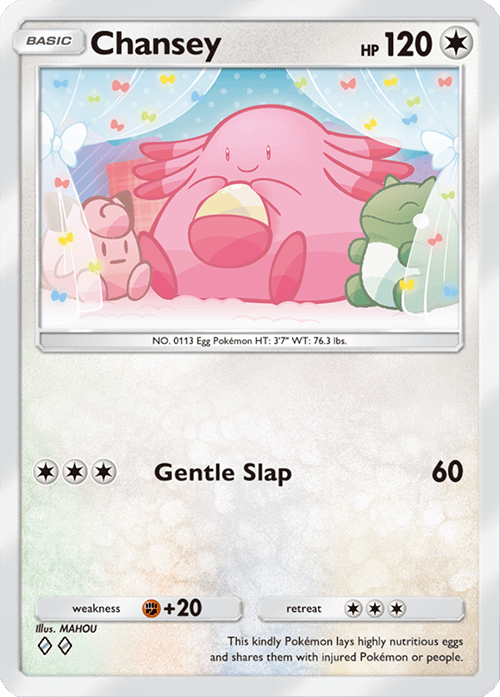 BASIC Chansey HP 120
NO. 0113 Egg Pokémon HT: 3'7" WT: 76.3 lbs.
Gentle Slap 60
weakness +20 retreat
Illus. MAHOU
This kindly Pokémon lays highly nutritious eggs
and shares them with injured Pokémon or people.